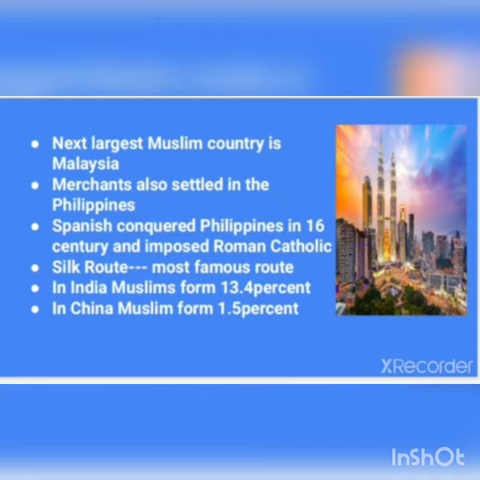 ● Next largest Muslim country is
Malaysia
● Merchants also settled in the
Philippines
● Spanish conquered Philippines in 16
century and imposed Roman Catholic
● Silk Route--- most famous route
● In India Muslims form 13.4percent
● In China Muslim form 1.5percent
XRecorder
InShOt